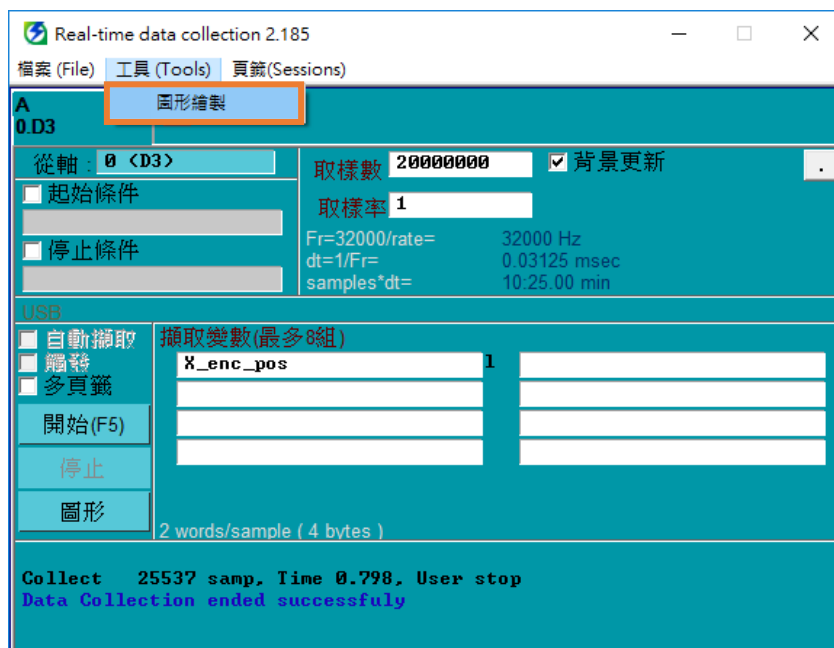 Real-time data collection 2.185
檔案 (File) 工具 (Tools) 頁籤(Sessions)
圖形繪製
A
0.D3
從軸 : 0 (D3)
取樣數 20000000 背景更新 .
起始條件
取樣率 1
停止條件
Fr=32000/rate= 32000 Hz
dt=1/Fr= 0.03125 msec
samples*dt= 10:25.00 min
USB
自動擷取 擷取變數(最多8組)
觸發 X_enc_pos l
多頁籤
開始(F5)
停止
圖形
2 words/sample ( 4 bytes )
Collect 25537 samp, Time 0.798, User stop
Data Collection ended successfuly